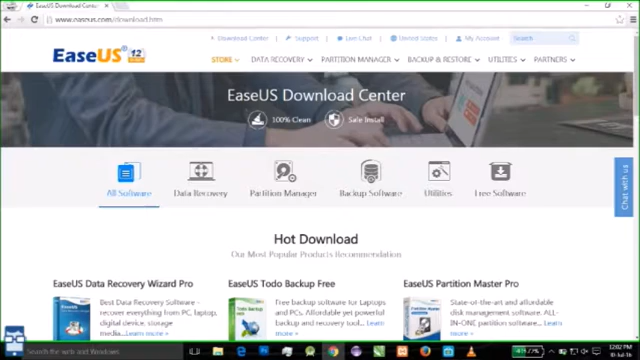 EaseUS Download Center
www.easeus.com/download.htm
Download Center
Support
Live Chat
United States
My Account
Search
EaseUS
12
STORE
DATA RECOVERY
PARTITION MANAGER
BACKUP & RESTORE
UTILITIES
PARTNERS
EaseUS Download Center
100% Clean
Safe Install
All Software
Data Recovery
Partition Manager
Backup Software
Utilities
Free Software
Chat with us
Hot Download
Our Most Popular Products Recommendation
EaseUS Data Recovery Wizard Pro
Best Data Recovery Software -
recover everything from PC, laptop,
digital device, storage
media...Learn more »
EaseUS Todo Backup Free
Free backup software for Laptops
and PCs. Affordable yet powerful
backup and recovery tool... Learn
more »
EaseUS Partition Master Pro
State-of-the-art and affordable
disk management software. ALL-
IN-ONE partition software... Learn
more »
Search the web and Windows
12:02 PM